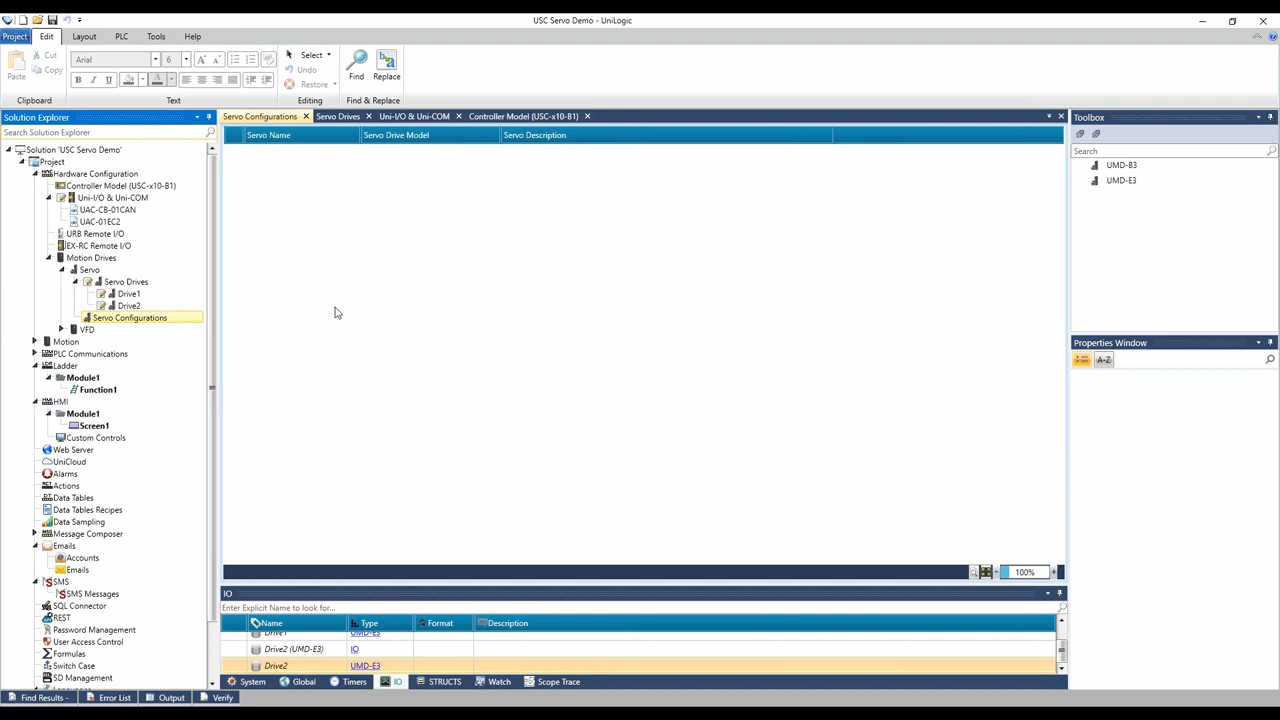 USC Servo Demo - UniLogic
Project Edit Layout PLC Tools Help
Paste
Cut
Copy
Clipboard
Arial 6
Text
Select
Undo
Restore
Editing
Find
Replace
Find & Replace
Solution Explorer
Search Solution Explorer
Solution 'USC Servo Demo'
Project
Hardware Configuration
Controller Model (USC-x10-B1)
Uni-I/O & Uni-COM
UAC-CB-01CAN
UAC-01EC2
URB Remote I/O
EX-RC Remote I/O
Motion Drives
Servo
Servo Drives
Drive1
Drive2
Servo Configurations
VFD
Motion
PLC Communications
Ladder
Module1
Function1
HMI
Module1
Screen1
Custom Controls
Web Server
UniCloud
Alarms
Actions
Data Tables
Data Tables Recipes
Data Sampling
Message Composer
Emails
Accounts
Emails
SMS
SMS Messages
SQL Connector
REST
Password Management
User Access Control
Formulas
Switch Case
SD Management
Find Results - Error List Output Verify
Servo Configurations Servo Drives Uni-I/O & Uni-COM Controller Model (USC-x10-B1)
Servo Name Servo Drive Model Servo Description
100%
IO
Enter Explicit Name to look for...
Name Type Format Description
Drive1 UMD-E3
Drive2 (UMD-E3) IO
Drive2 UMD-E3
System Global Timers IO STRUCTS Watch Scope Trace
Toolbox
Search
UMD-B3
UMD-E3
Properties Window
A-Z